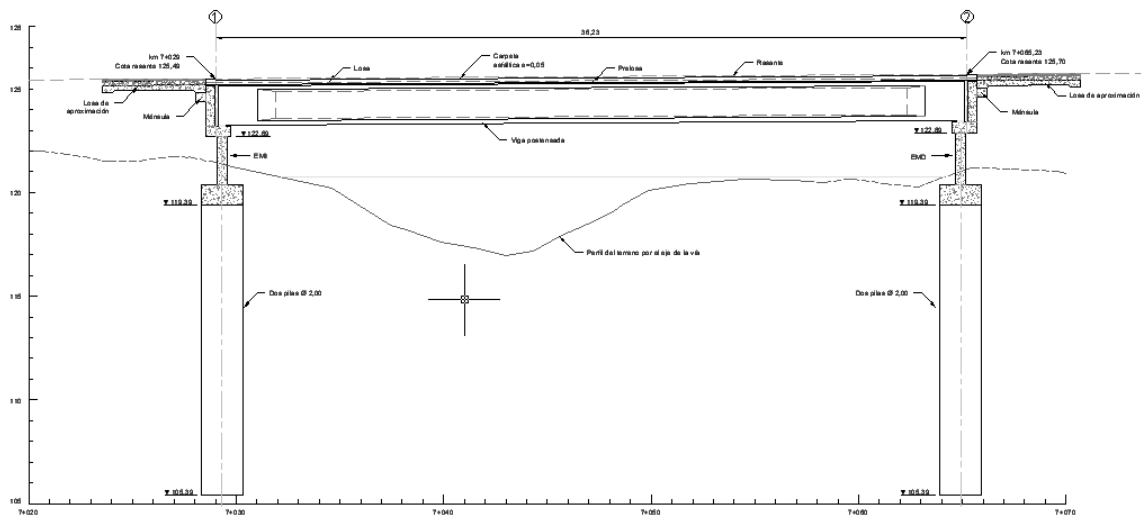 1
2
36,23
km 7+029
Cota rasante 125,49
Losa
Carpeta
asfáltica e=0,05
Prelosa
Rasante
km 7+065,23
Cota rasante 125,70
Losa de
aproximación
Ménsula
Ménsula
Losa de aproximación
122,69
Viga postensada
122,89
EMI
EMD
119,39
119,39
Perfil del terreno por el eje de la vía
Dos pilas Ø 2,00
Dos pilas Ø 2,00
105,39
105,39
125
120
115
110
105
7+020
7+030
7+040
7+050
7+060
7+070